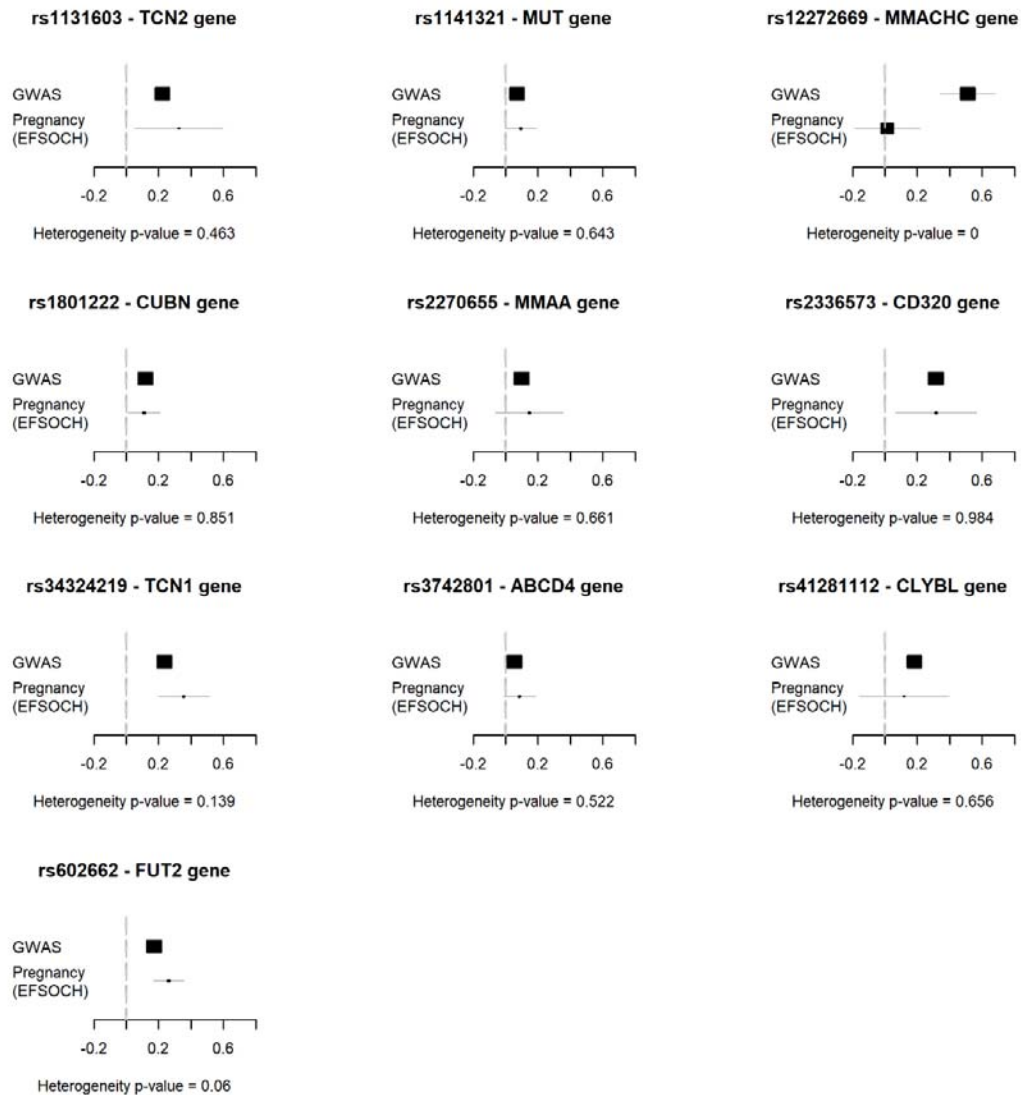 rs1131603 - TCN2 gene
GWAS
Pregnancy
(EFSOCH)
-0.2 0.2 0.6
Heterogeneity p-value = 0.463
rs1141321 - MUT gene
GWAS
Pregnancy
(EFSOCH)
-0.2 0.2 0.6
Heterogeneity p-value = 0.643
rs12272669 - MMACHC gene
GWAS
Pregnancy
(EFSOCH)
-0.2 0.2 0.6
Heterogeneity p-value = 0
rs1801222 - CUBN gene
GWAS
Pregnancy
(EFSOCH)
-0.2 0.2 0.6
Heterogeneity p-value = 0.851
rs2270655 - MMAA gene
GWAS
Pregnancy
(EFSOCH)
-0.2 0.2 0.6
Heterogeneity p-value = 0.661
rs2336573 - CD320 gene
GWAS
Pregnancy
(EFSOCH)
-0.2 0.2 0.6
Heterogeneity p-value = 0.984
rs34324219 - TCN1 gene
GWAS
Pregnancy
(EFSOCH)
-0.2 0.2 0.6
Heterogeneity p-value = 0.139
rs3742801 - ABCD4 gene
GWAS
Pregnancy
(EFSOCH)
-0.2 0.2 0.6
Heterogeneity p-value = 0.522
rs41281112 - CLYBL gene
GWAS
Pregnancy
(EFSOCH)
-0.2 0.2 0.6
Heterogeneity p-value = 0.656
rs602662 - FUT2 gene
GWAS
Pregnancy
(EFSOCH)
-0.2 0.2 0.6
Heterogeneity p-value = 0.06